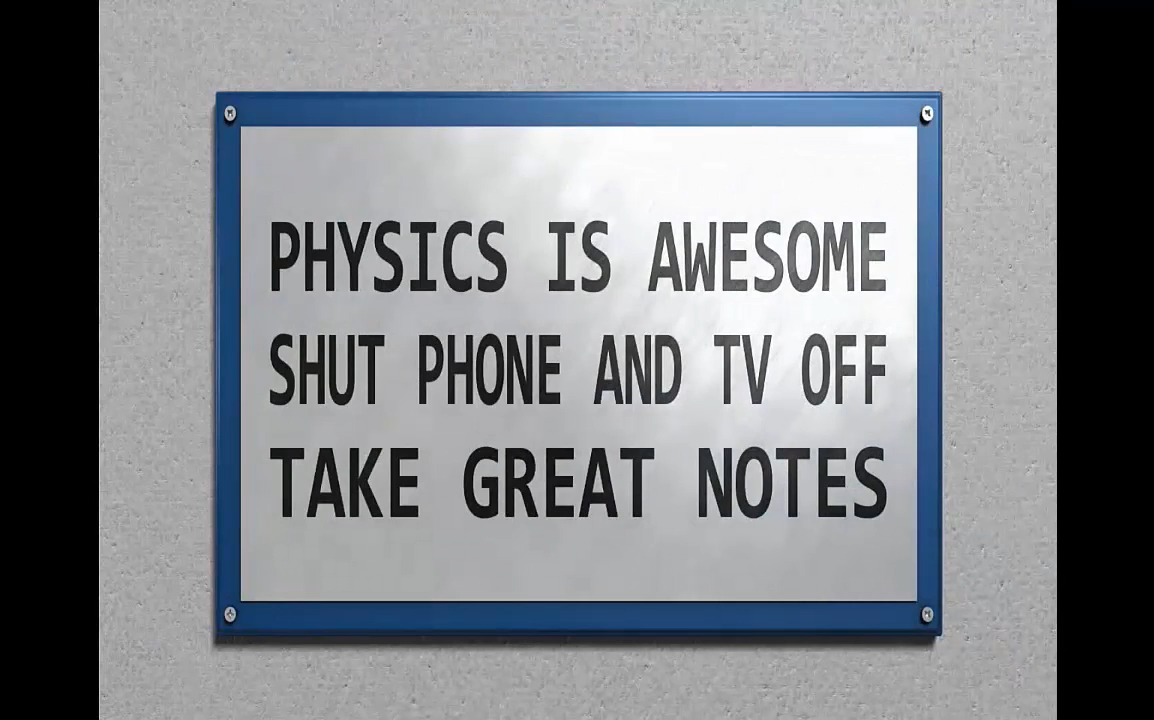 PHYSICS IS AWESOME
SHUT PHONE AND TV OFF
TAKE GREAT NOTES